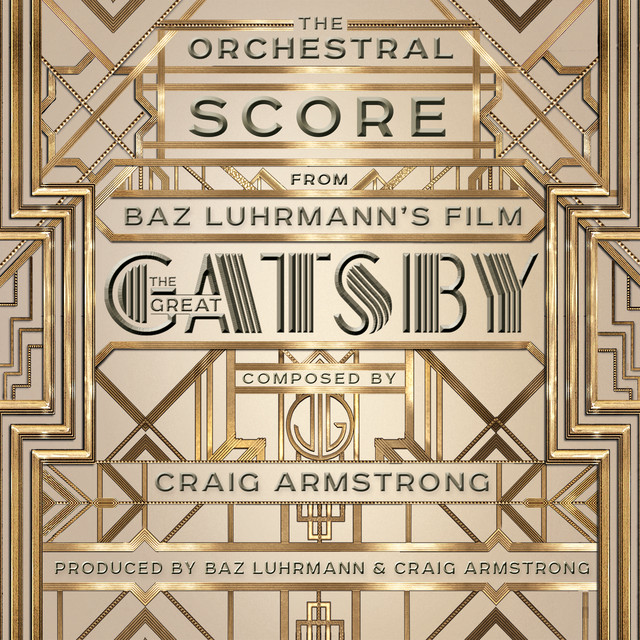 THE
ORCHESTRAL
SCORE
FROM
BAZ LUHRMANN'S FILM
THE GREAT
GATSBY
COMPOSED BY
JG
CRAIG ARMSTRONG
PRODUCED BY BAZ LUHRMANN & CRAIG ARMSTRONG